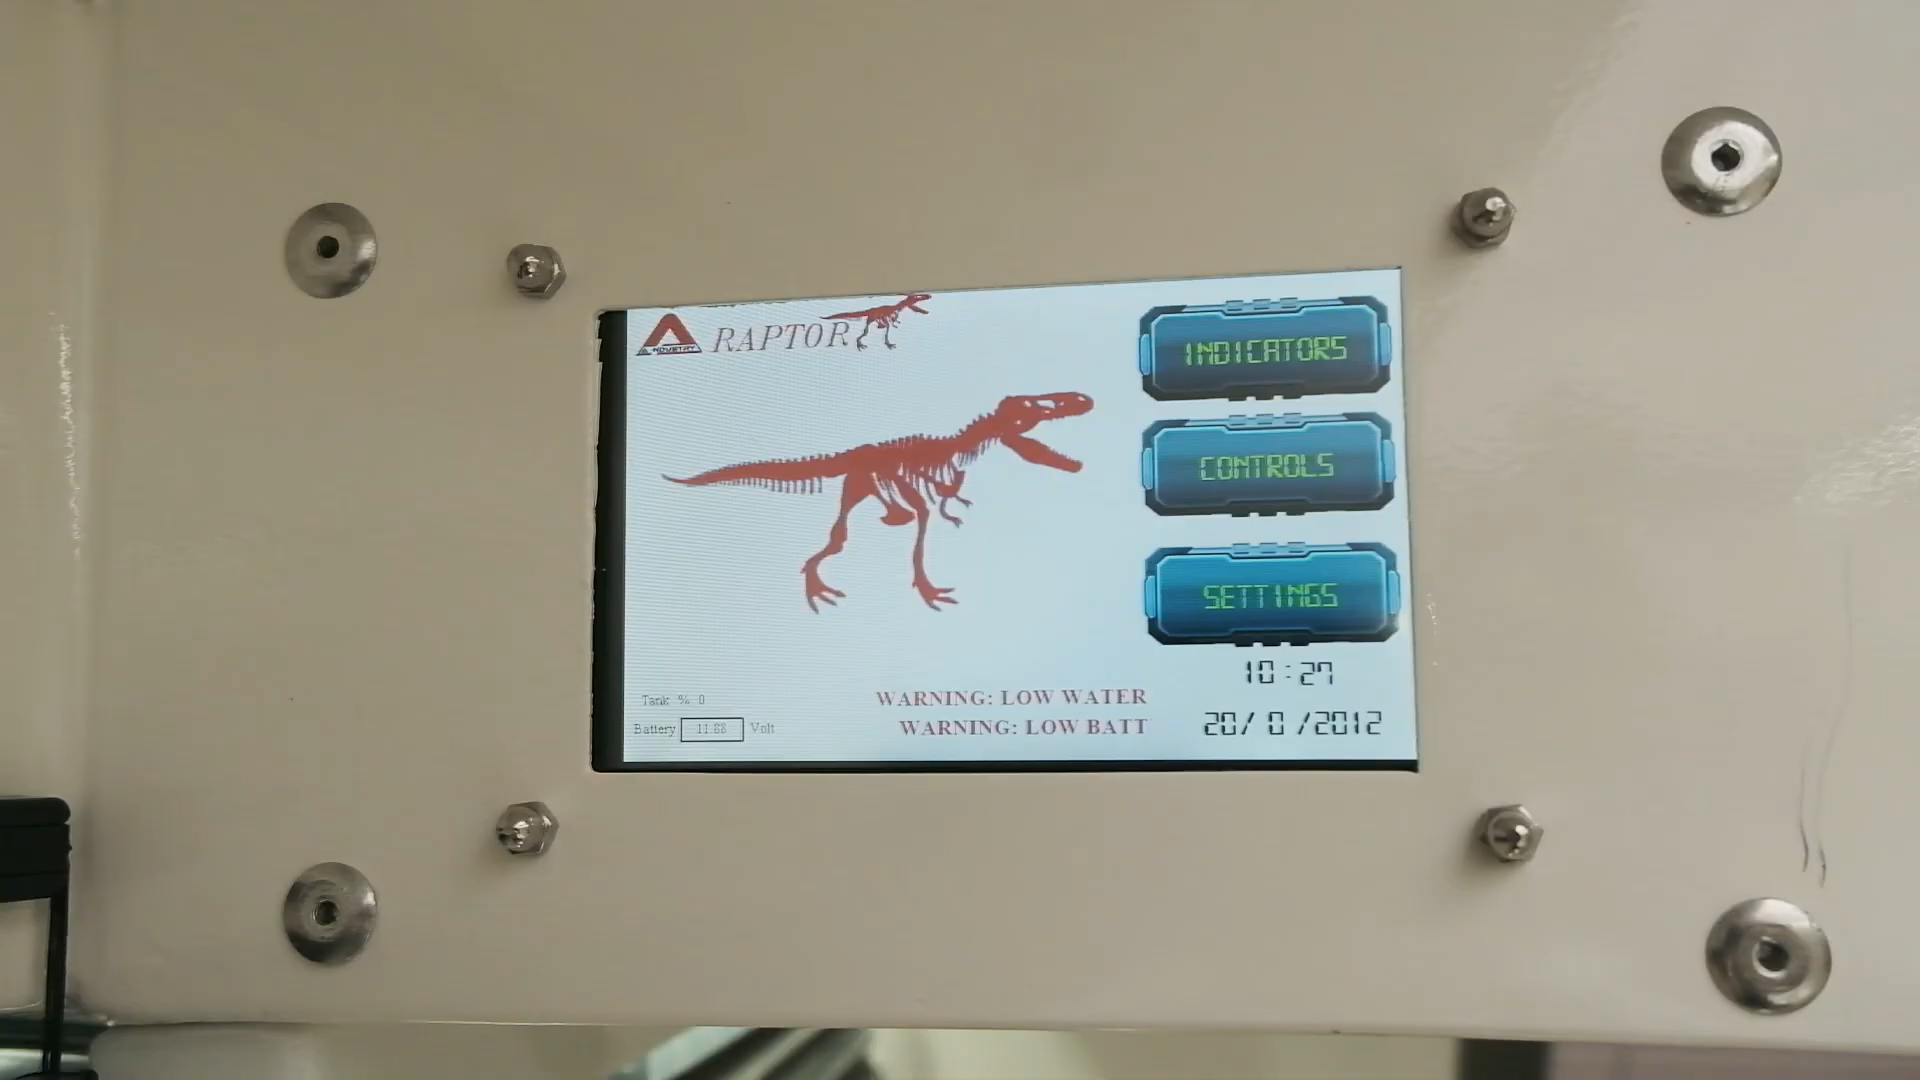 INDUSTRY
RAPTOR
INDICATORS
CONTROLS
SETTINGS
10:27
20/0/2012
Tank % 0
WARNING: LOW WATER
Battery 11.88 Volt
WARNING: LOW BATT